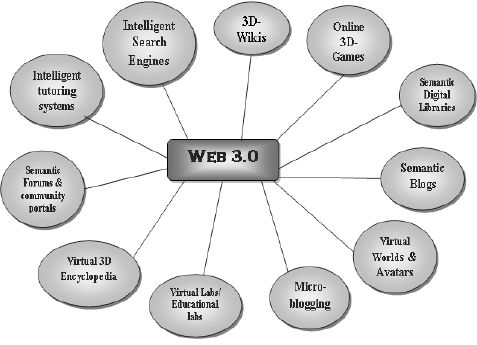 Intelligent
Search
Engines
3D-
Wikis
Online
3D-
Games
Intelligent
tutoring
systems
Semantic
Digital
Libraries
WEB 3.0
Semantic
Forums &
community
portals
Semantic
Blogs
Virtual 3D
Encyclopedia
Virtual
Worlds &
Avatars
Virtual Labs/
Educational
labs
Micro-
blogging